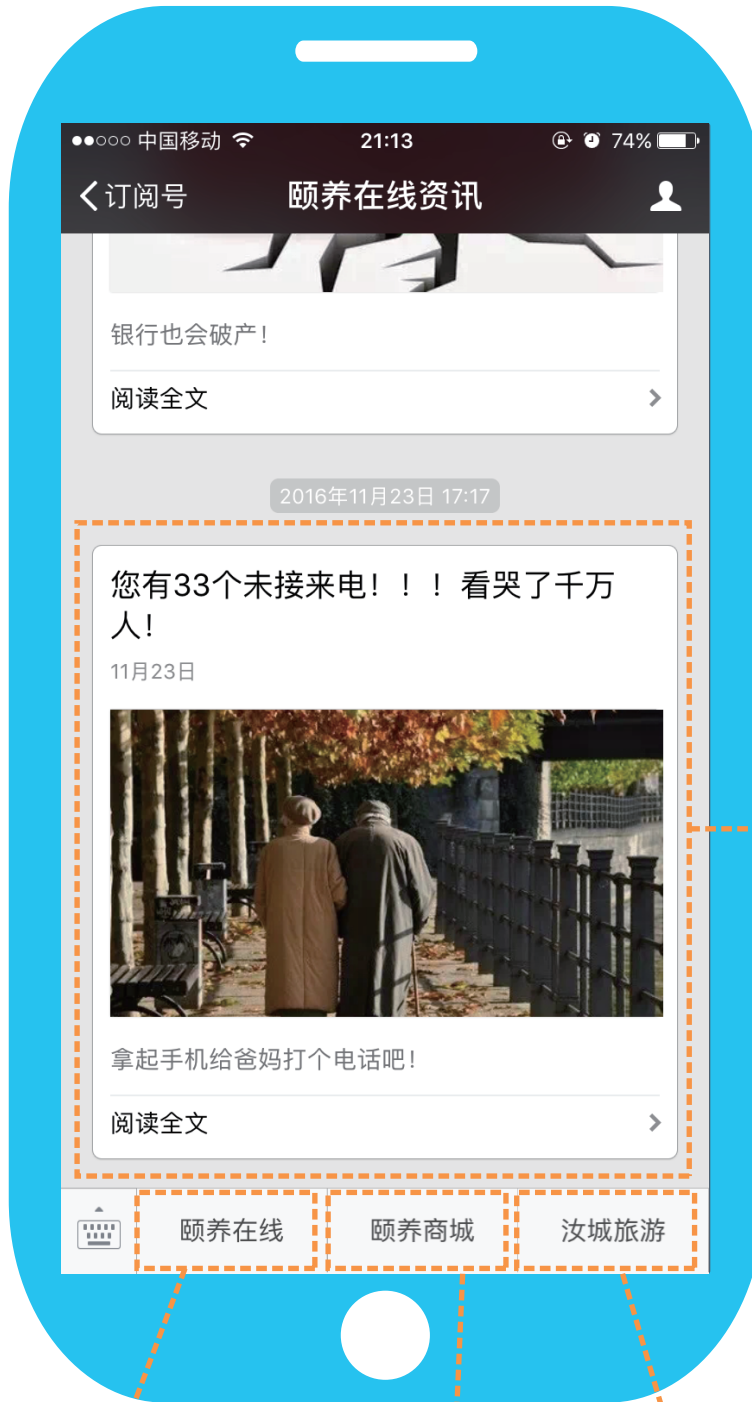 中国移动 21:13 74%
订阅号 颐养在线资讯
银行也会破产！
阅读全文
2016年11月23日 17:17
您有33个未接来电！！！看哭了千万
人！
11月23日
拿起手机给爸妈打个电话吧！
阅读全文
颐养在线 颐养商城 汝城旅游